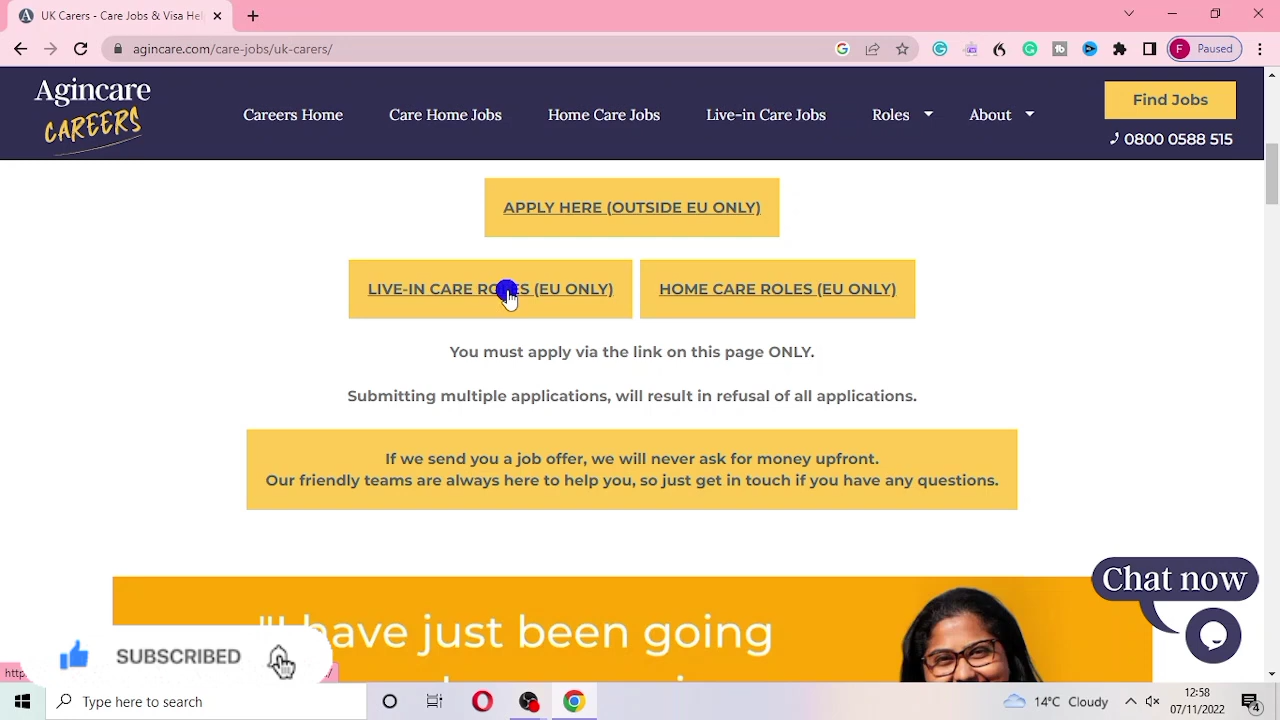 UK Carers - Care Jobs & Visa Hel
agincare.com/care-jobs/uk-carers/
F Paused
Agincare
CAREERS
Careers Home
Care Home Jobs
Home Care Jobs
Live-in Care Jobs
Roles
About
Find Jobs
0800 0588 515
APPLY HERE (OUTSIDE EU ONLY)
LIVE-IN CARE ROLES (EU ONLY)
HOME CARE ROLES (EU ONLY)
You must apply via the link on this page ONLY.
Submitting multiple applications, will result in refusal of all applications.
If we send you a job offer, we will never ask for money upfront.
Our friendly teams are always here to help you, so just get in touch if you have any questions.
Chat now
"I have just been going
SUBSCRIBED
Type here to search
14°C Cloudy
12:58
07/11/2022
4